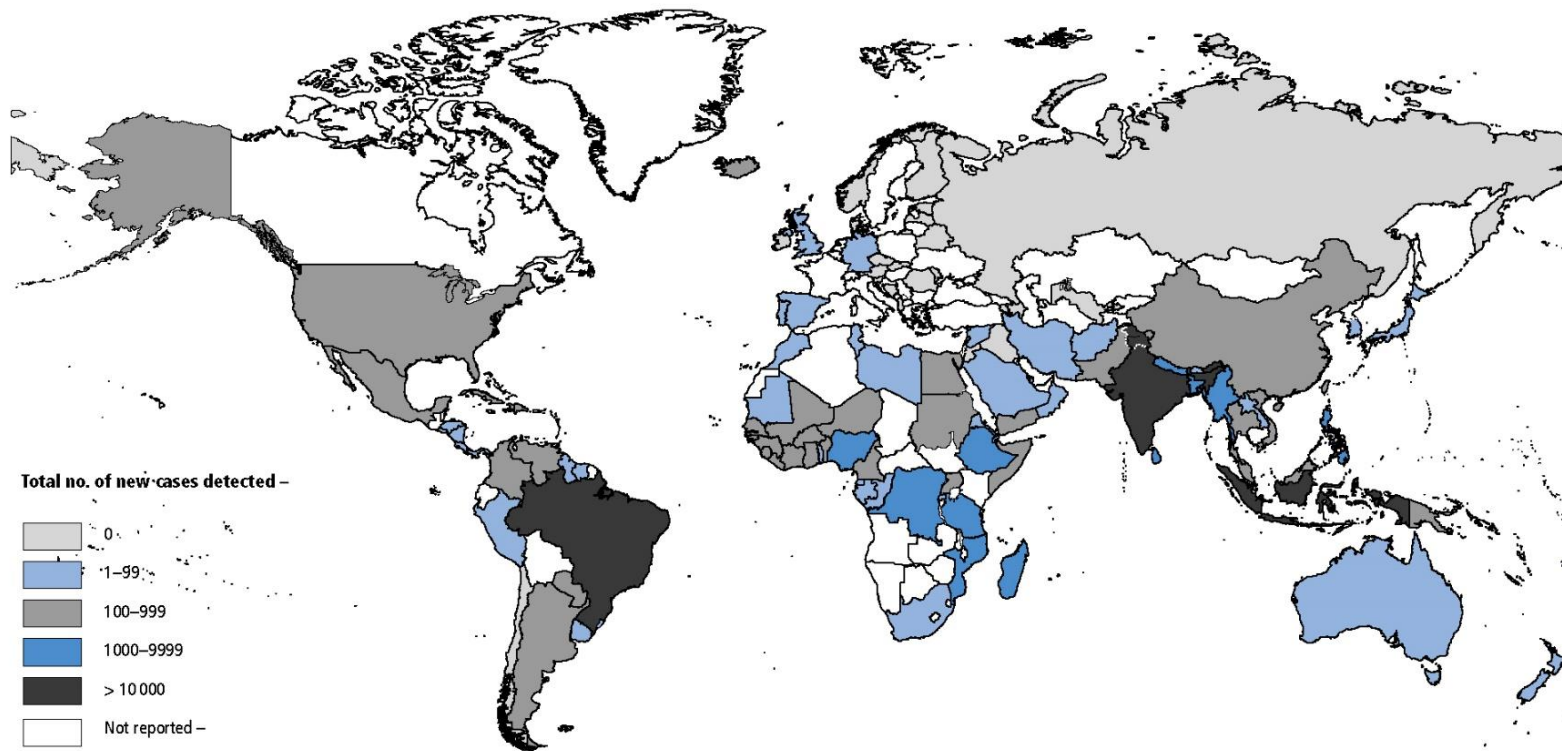 Total no. of new cases detected –
0
1–99
100–999
1000–9999
> 10 000
Not reported –